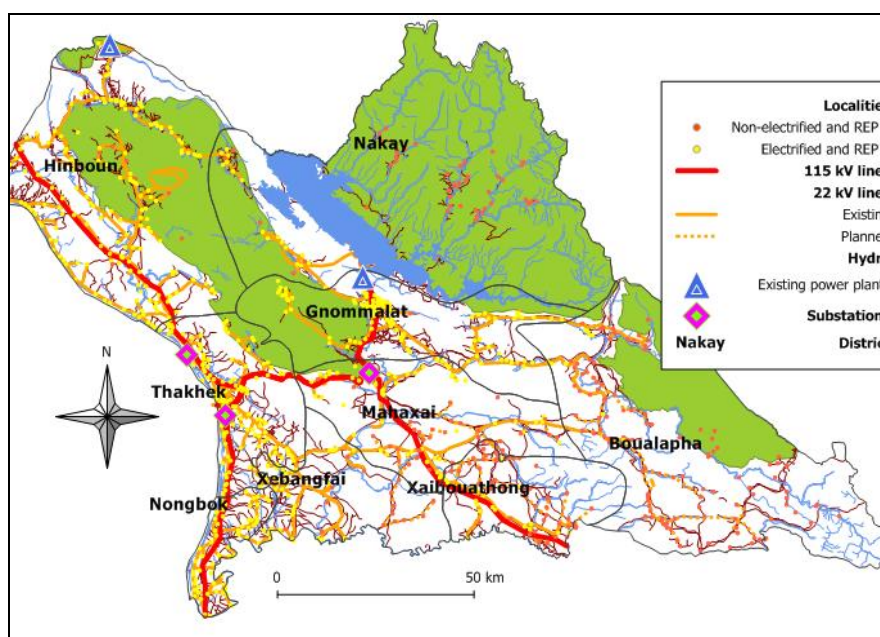 Nakay
Hinboun
Gnommalat
Thakhek
Mahaxai
Boualapha
Xebangfai
Xaibouathong
Nongbok
N
0
50 km
Localitie
Non-electrified and REP
Electrified and REP
115 kV line
22 kV line
Existin
Planne
Hydr
Existing power plant
Substation
Nakay
Distric